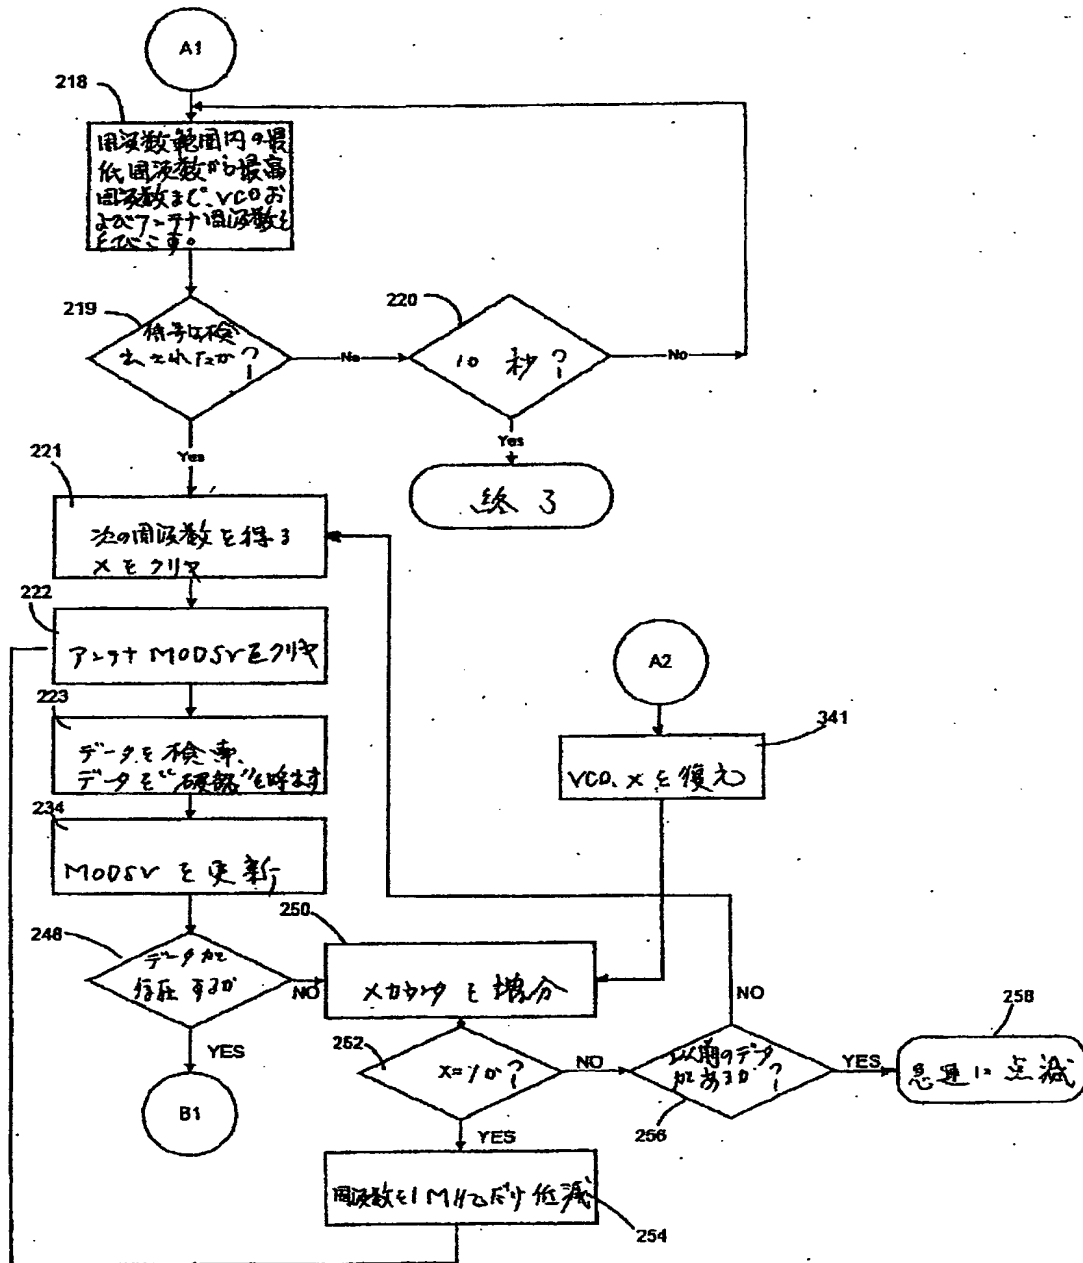 A1
218
周波数範囲内の最
低周波数から最高
周波数まで、VCOお
よびアンテナ周波数を
とびこす。
219
信号は検
出されたか?
No
220
10 秒?
No
Yes
終了
Yes
221
次の周波数を得る
Xをクリヤ
222
アンテナ MODSVをクリヤ
A2
223
データを検索、
データを"確認"を呼ます
341
VCO、Xを復元
234
MODSV を更新
248
データが
存在するか
NO
250
Xカウンタを増分
YES
B1
252
X=1か?
NO
以前のデータ
があるか?
256
NO
YES
258
急速に点滅
YES
周波数を1MHzだけ低減
254